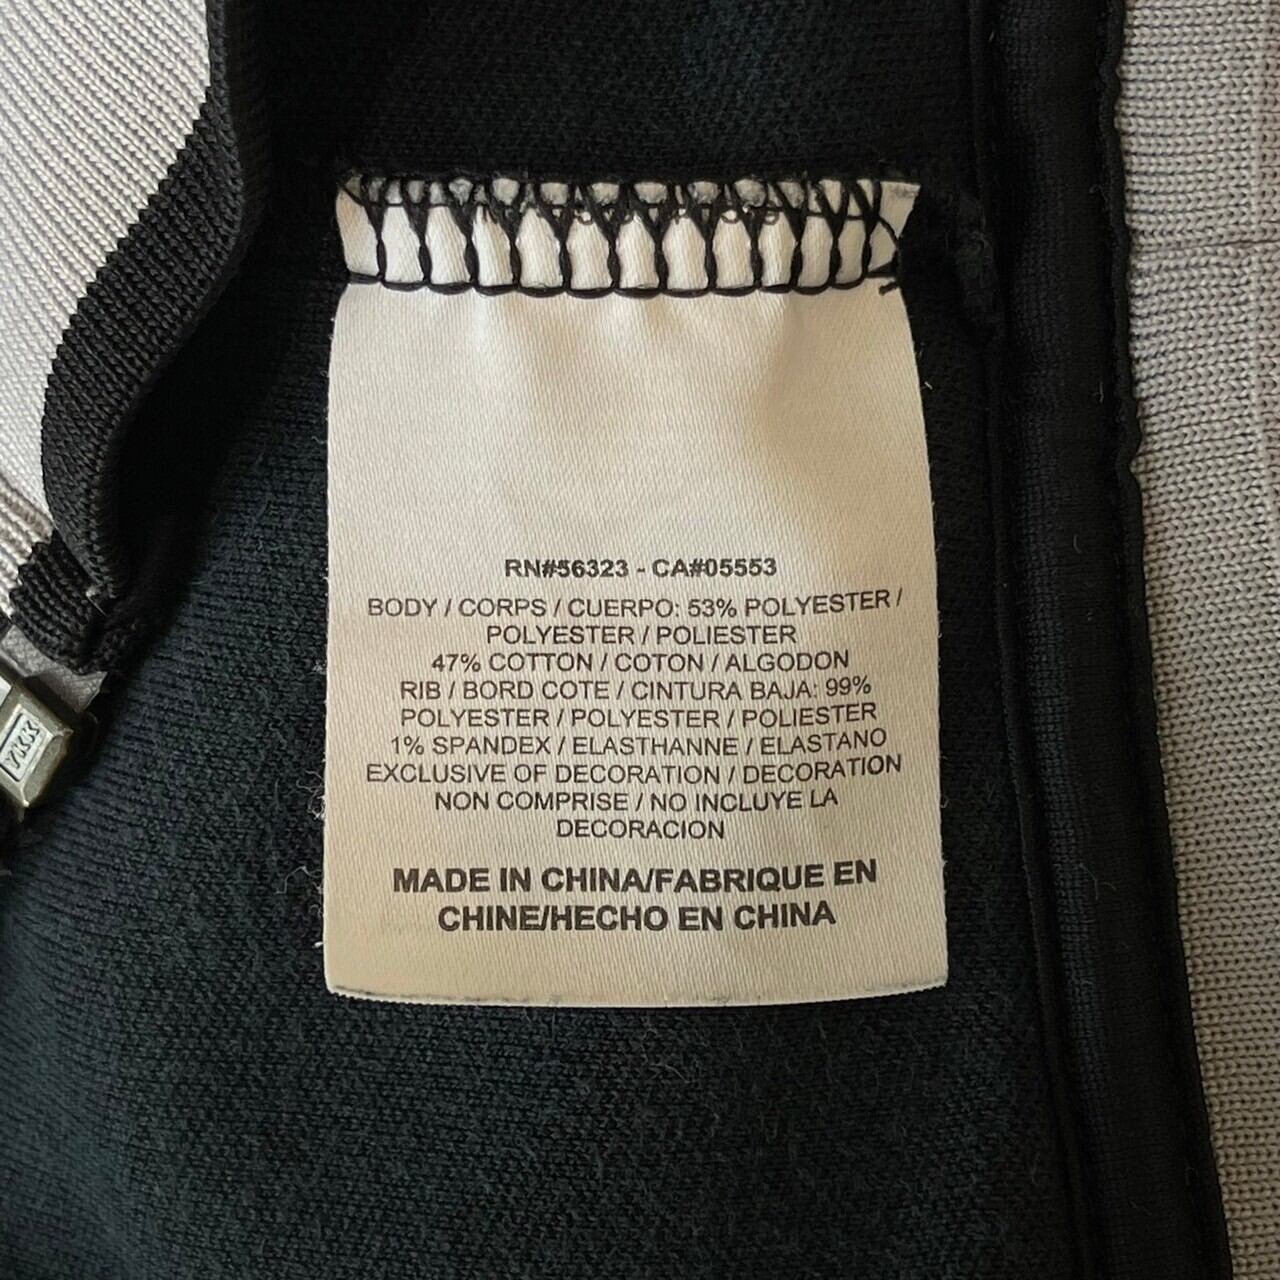 RN#56323 - CA#05553
BODY / CORPS / CUERPO: 53% POLYESTER /
POLYESTER / POLIESTER
47% COTTON / COTON / ALGODON
RIB / BORD COTE / CINTURA BAJA: 99%
POLYESTER / POLYESTER / POLIESTER
1% SPANDEX / ELASTHANNE / ELASTANO
EXCLUSIVE OF DECORATION / DECORATION
NON COMPRISE / NO INCLUYE LA
DECORACION
MADE IN CHINA/FABRIQUE EN
CHINE/HECHO EN CHINA
YKK